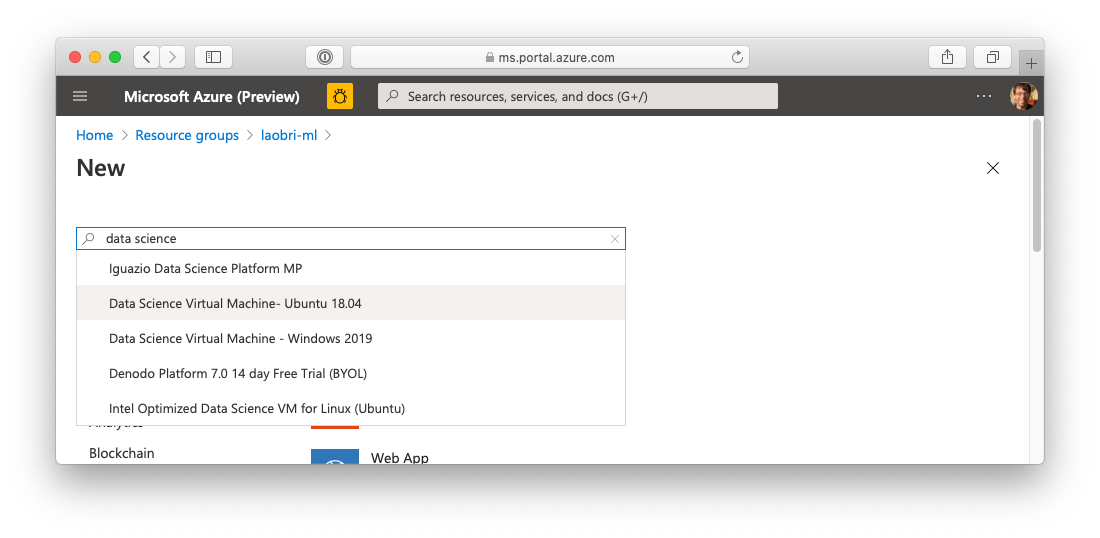 ms.portal.azure.com
Microsoft Azure (Preview)
Search resources, services, and docs (G+/)
Home > Resource groups > laobri-ml >
New
data science
Iguazio Data Science Platform MP
Data Science Virtual Machine- Ubuntu 18.04
Data Science Virtual Machine - Windows 2019
Denodo Platform 7.0 14 day Free Trial (BYOL)
Intel Optimized Data Science VM for Linux (Ubuntu)
Analytics
Blockchain
Web App